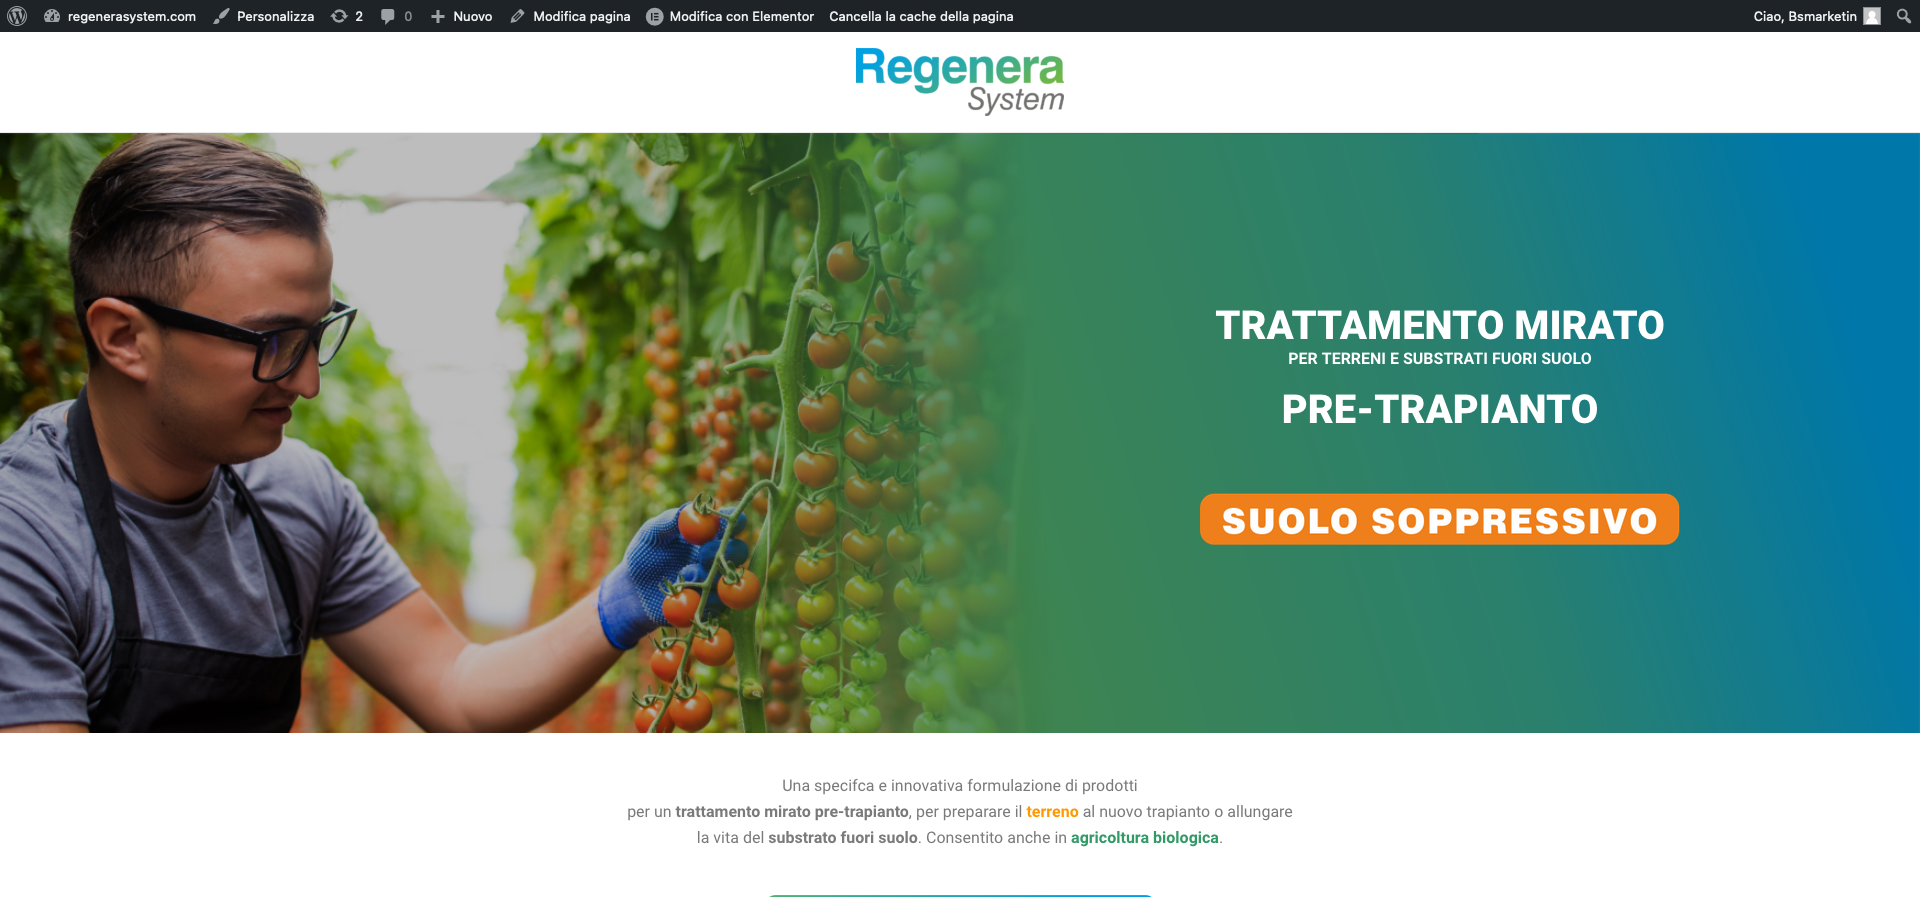 regenerasystem.com Personalizza 2 0 Nuovo Modifica pagina Modifica con Elementor Cancella la cache della pagina Ciao, Bsmarketin
Regenera
System
TRATTAMENTO MIRATO
PER TERRENI E SUBSTRATI FUORI SUOLO
PRE-TRAPIANTO
SUOLO SOPPRESSIVO
Una specifca e innovativa formulazione di prodotti
per un trattamento mirato pre-trapianto, per preparare il terreno al nuovo trapianto o allungare
la vita del substrato fuori suolo. Consentito anche in agricoltura biologica.